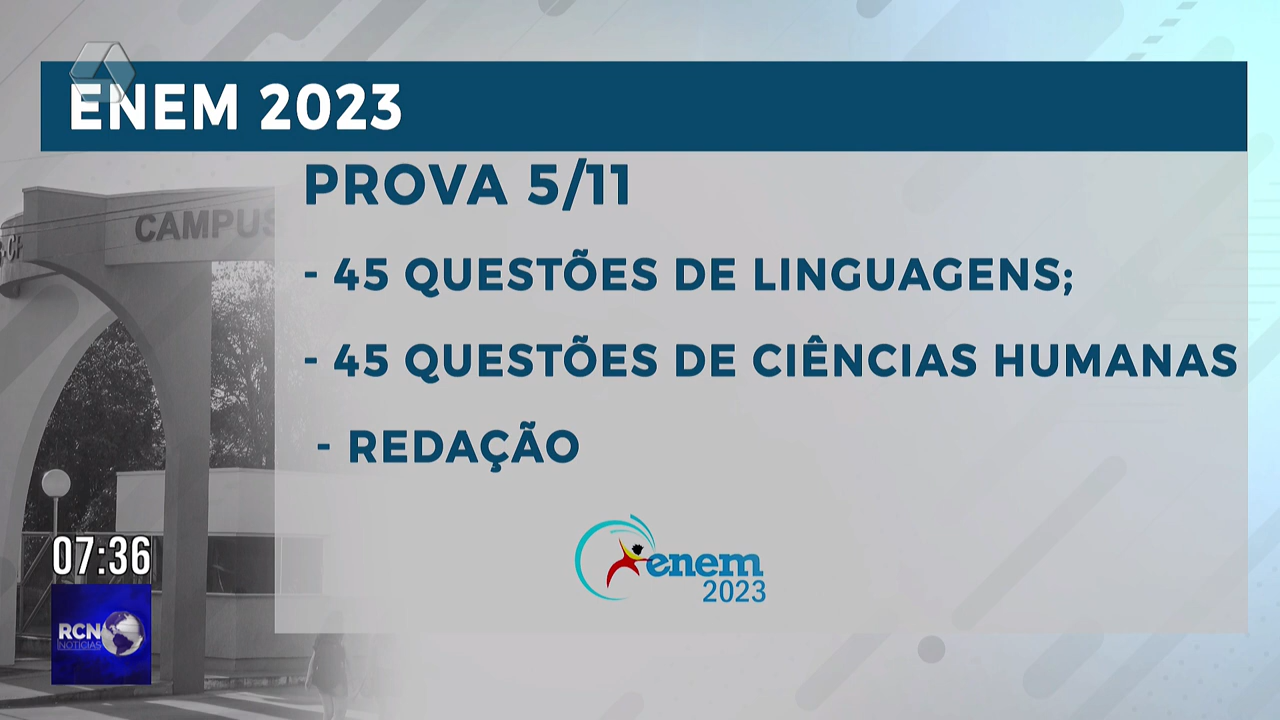 ENEM 2023
PROVA 5/11
CAMPUS
- 45 QUESTÕES DE LINGUAGENS;
- 45 QUESTÕES DE CIÊNCIAS HUMANAS
- REDAÇÃO
enem
2023
07:36
RCN
NOTÍCIAS